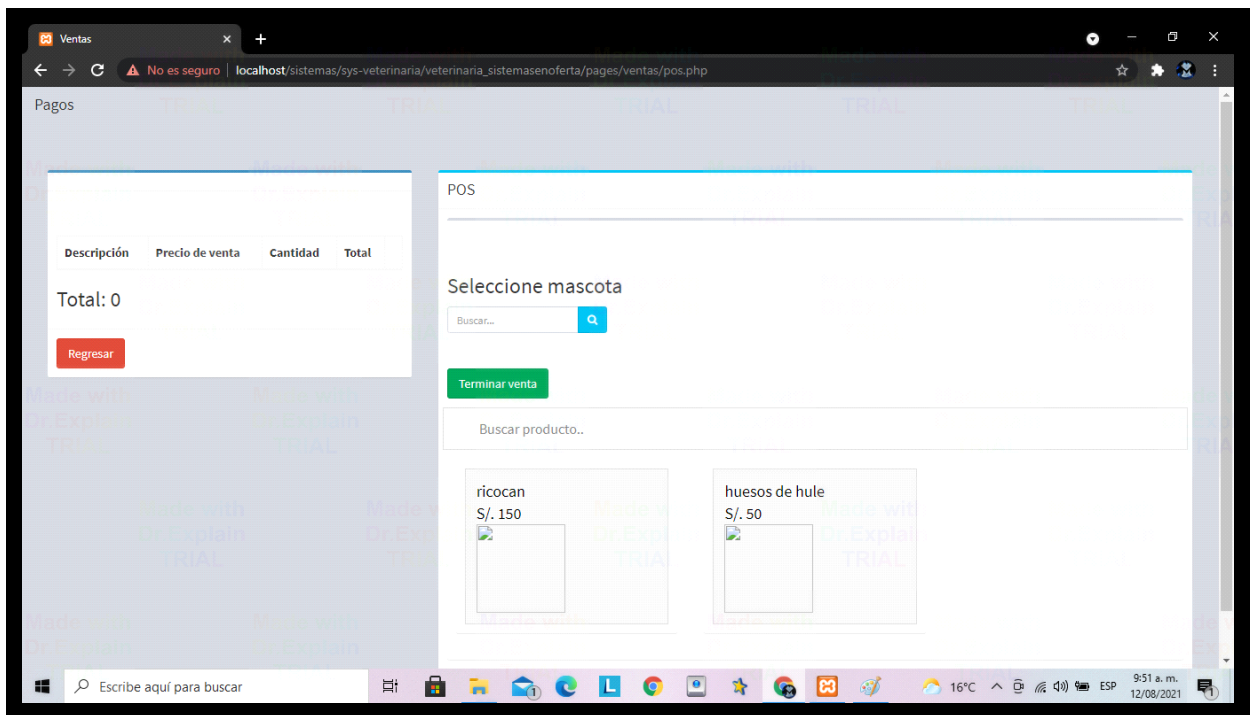 Ventas
No es seguro | localhost/sistemas/sys-veterinaria/veterinaria_sistemasenoferta/pages/ventas/pos.php
Pagos
Descripción Precio de venta Cantidad Total
Total: 0
Regresar
POS
Seleccione mascota
Buscar...
Terminar venta
Buscar producto..
ricocan
S/. 150
huesos de hule
S/. 50
Made with
Dr.Explain
TRIAL
Escribe aquí para buscar
16°C
ESP
9:51 a. m.
12/08/2021